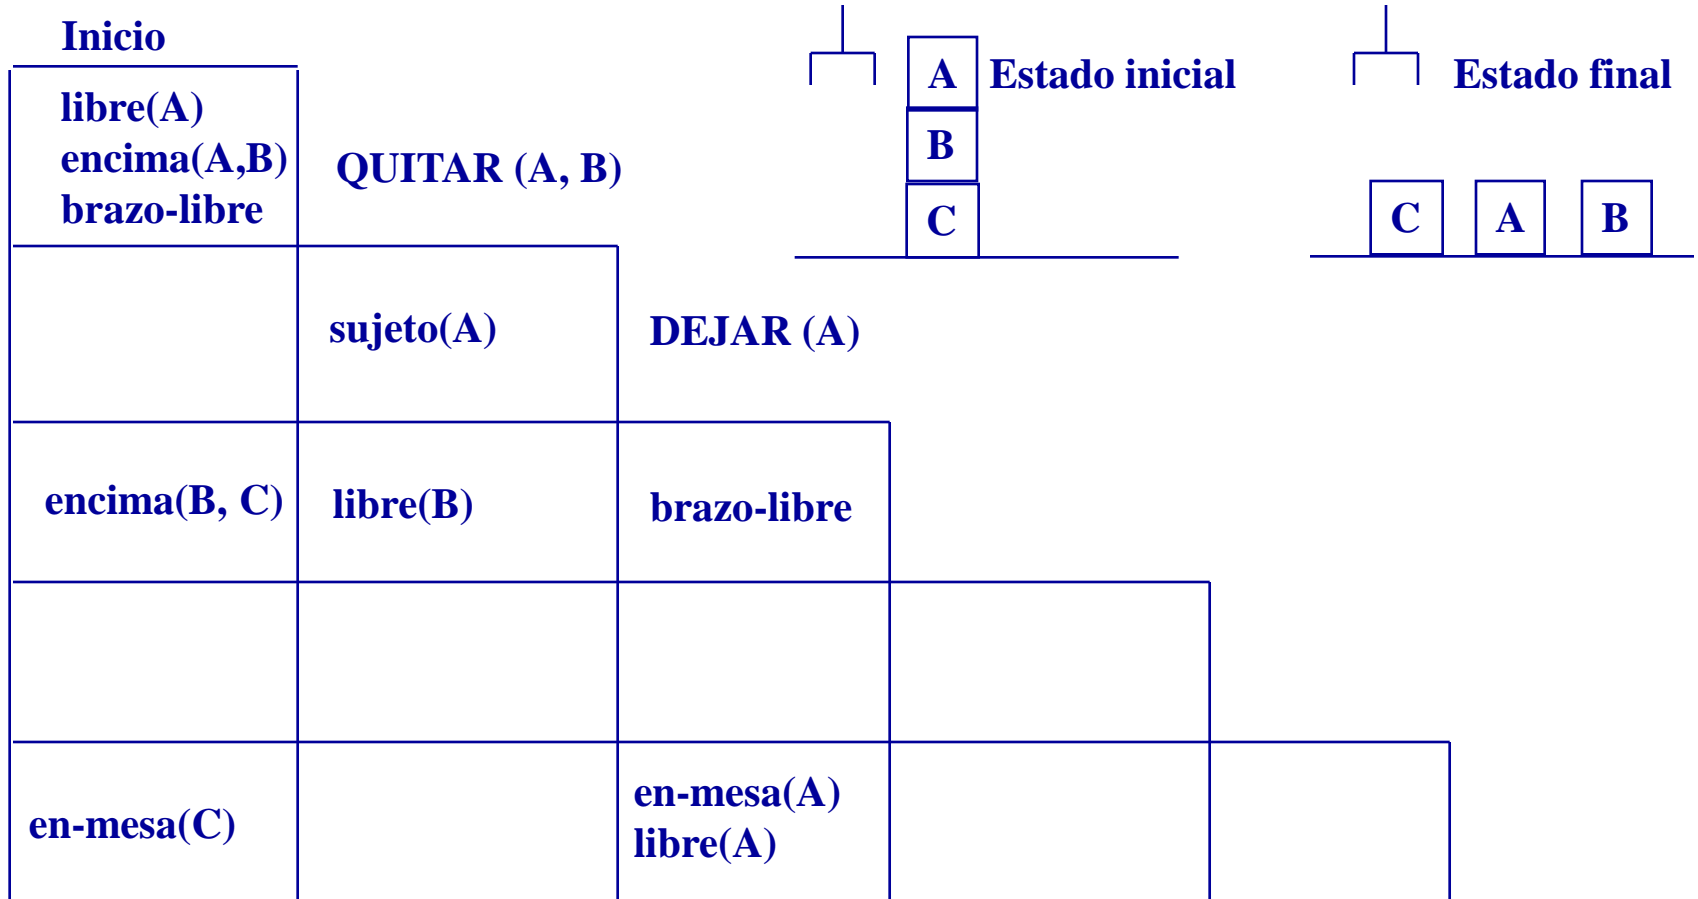 Inicio
libre(A)
encima(A,B)
brazo-libre
QUITAR (A, B)
A
B
C
Estado inicial
Estado final
C A B
sujeto(A)
DEJAR (A)
encima(B, C)
libre(B)
brazo-libre
en-mesa(C)
en-mesa(A)
libre(A)